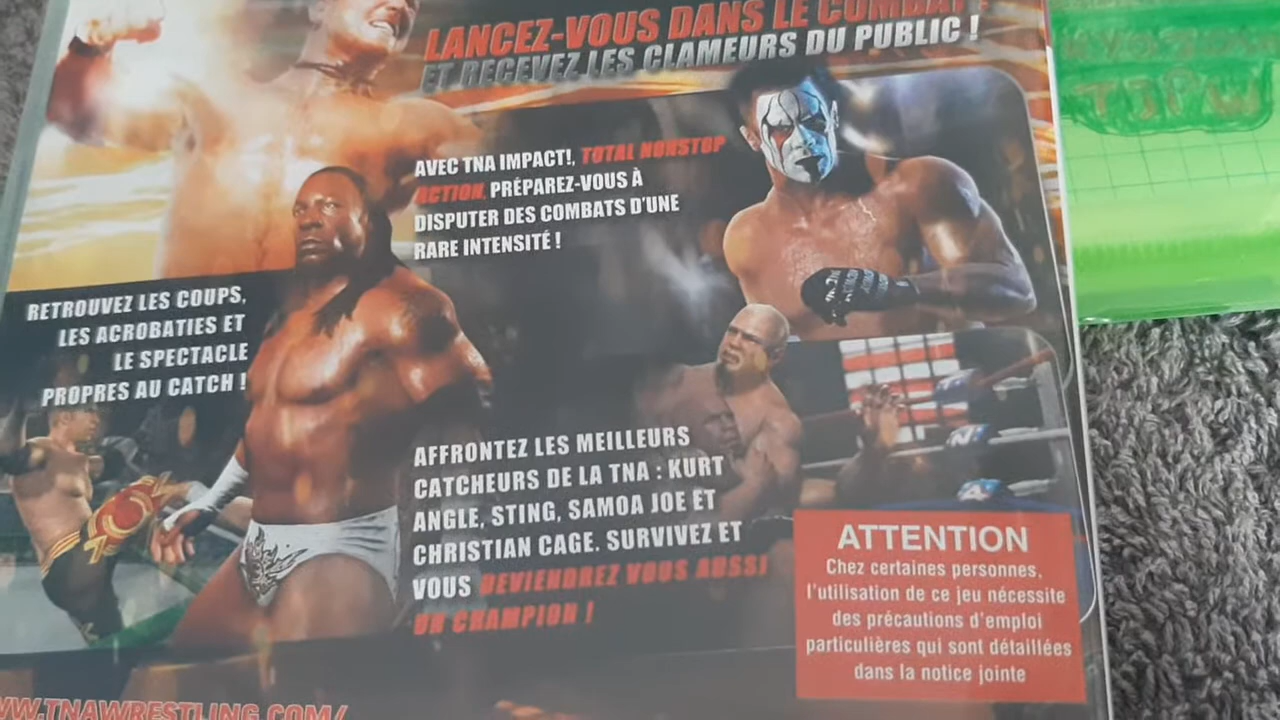 LANCEZ-VOUS DANS LE COMBAT !
ET RECEVEZ LES CLAMEURS DU PUBLIC !
AVEC TNA IMPACT!, TOTAL NONSTOP
ACTION, PRÉPAREZ-VOUS À
DISPUTER DES COMBATS D'UNE
RARE INTENSITÉ !
RETROUVEZ LES COUPS,
LES ACROBATIES ET
LE SPECTACLE
PROPRES AU CATCH !
AFFRONTEZ LES MEILLEURS
CATCHEURS DE LA TNA : KURT
ANGLE, STING, SAMOA JOE ET
CHRISTIAN CAGE. SURVIVEZ ET
VOUS DEVIENDREZ VOUS AUSSI
UN CHAMPION !
ATTENTION
Chez certaines personnes,
l'utilisation de ce jeu nécessite
des précautions d'emploi
particulières qui sont détaillées
dans la notice jointe
WW.TNAWRESTLING.COM/